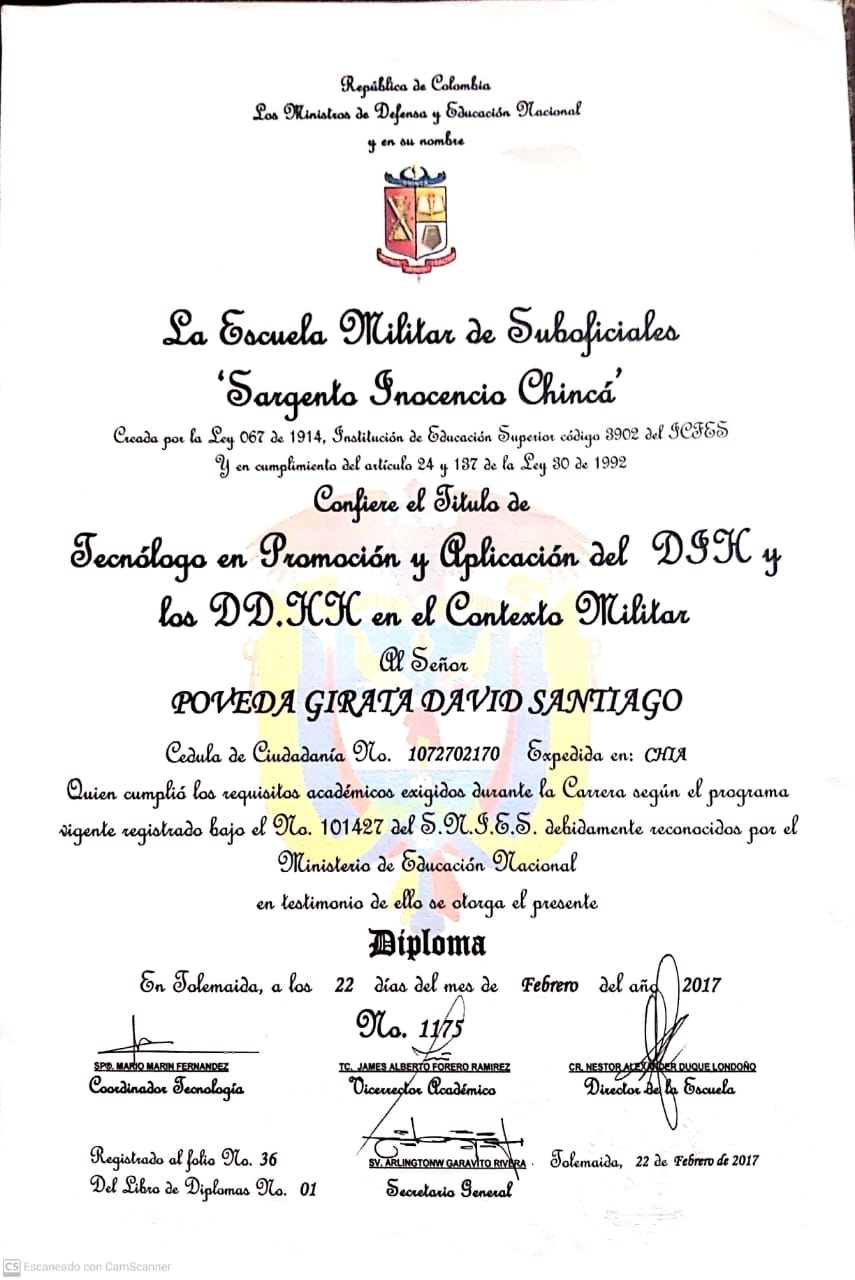 República de Colombia
Los Ministros de Defensa y Educación Nacional
y en su nombre
La Escuela Militar de Suboficiales
'Sargento Inocencio Chincá'
Creada por la Ley 067 de 1914, Institución de Educación Superior código 3902 del ICFES
Y en cumplimiento del artículo 24 y 137 de la Ley 30 de 1992
Confiere el Titulo de
Tecnólogo en Promoción y Aplicación del DIH y
los DD.HH en el Contexto Militar
Al Señor
POVEDA GIRATA DAVID SANTIAGO
Cedula de Ciudadanía No. 1072702170 Expedida en: CHIA
Quien cumplió los requisitos académicos exigidos durante la Carrera según el programa
vigente registrado bajo el No. 101427 del S.N.I.E.S. debidamente reconocidos por el
Ministerio de Educación Nacional
en testimonio de ello se otorga el presente
Diploma
En Tolemaida, a los 22 días del mes de Febrero del año 2017
No. 1175
SP®. MARIO MARIN FERNANDEZ TC. JAMES ALBERTO FORERO RAMIREZ CR. NESTOR ALEXANDER DUQUE LONDOÑO
Coordinador Tecnología Vicerrector Académico Director de la Escuela
Registrado al folio No. 36 SV. ARLINGTONW GARAVITO RIVERA . Tolemaida, 22 de Febrero de 2017
Del Libro de Diplomas No. 01 Secretario General
CS Escaneado con CamScanner